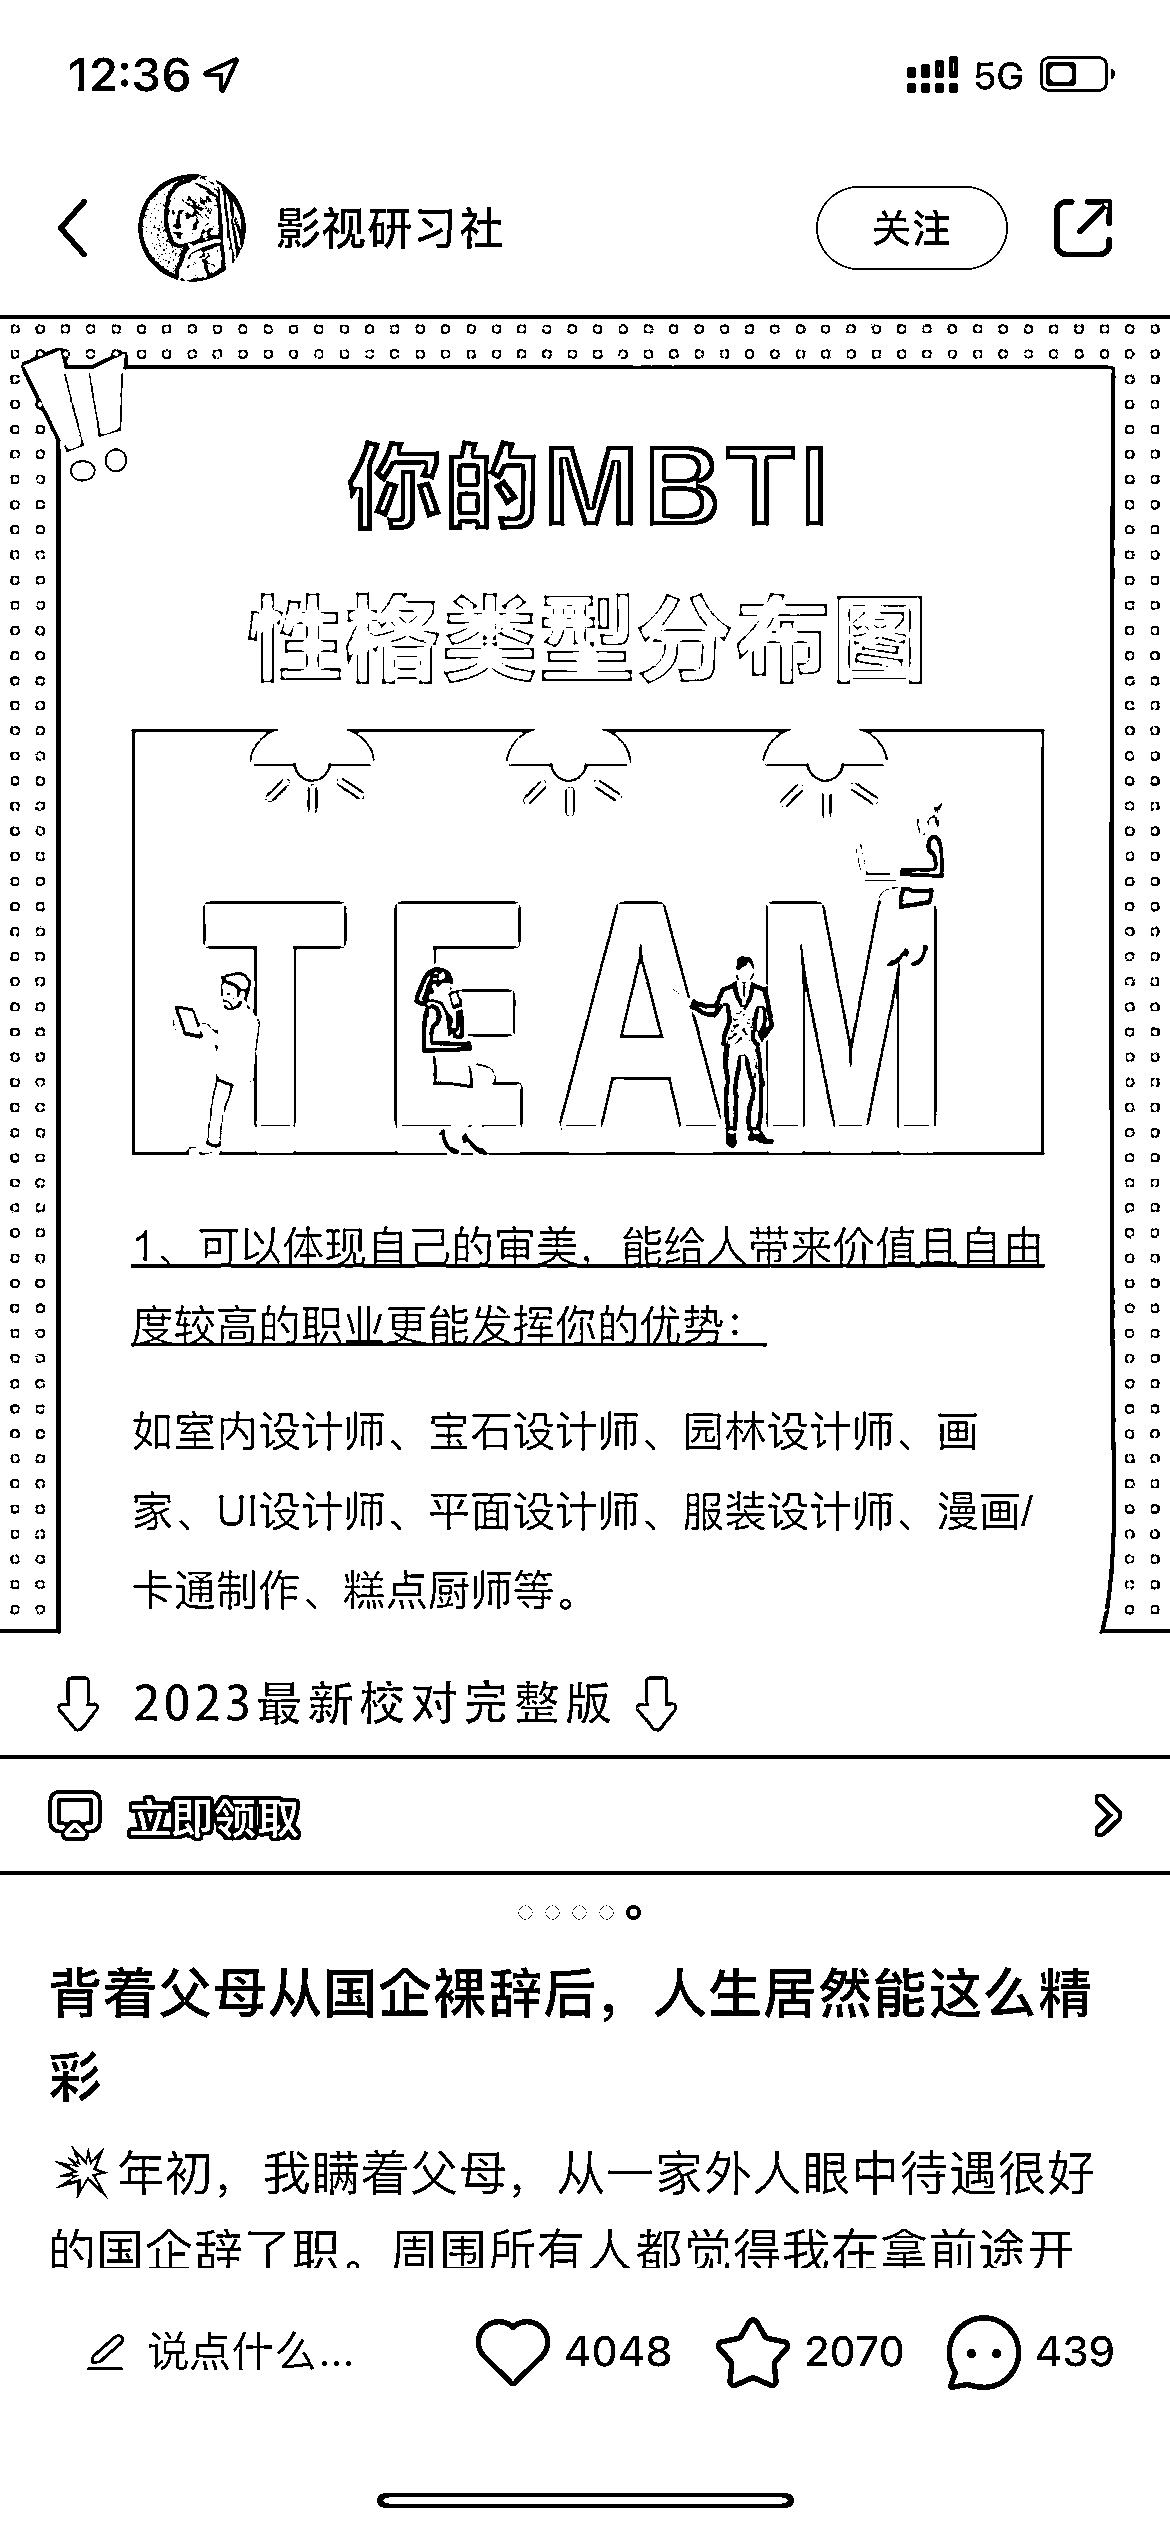 12:36
5G
影视研习社
关注
你的MBTI
性格类型分布图
TEAM
1、可以体现自己的审美，能给人带来价值且自由
度较高的职业更能发挥你的优势：
如室内设计师、宝石设计师、园林设计师、画
家、UI设计师、平面设计师、服装设计师、漫画/
卡通制作、糕点厨师等。
2023最新校对完整版
立即领取
背着父母从国企裸辞后，人生居然能这么精
彩
年初，我瞒着父母，从一家外人眼中待遇很好
的国企辞了职。周围所有人都觉得我在拿前途开
说点什么...
4048
2070
439